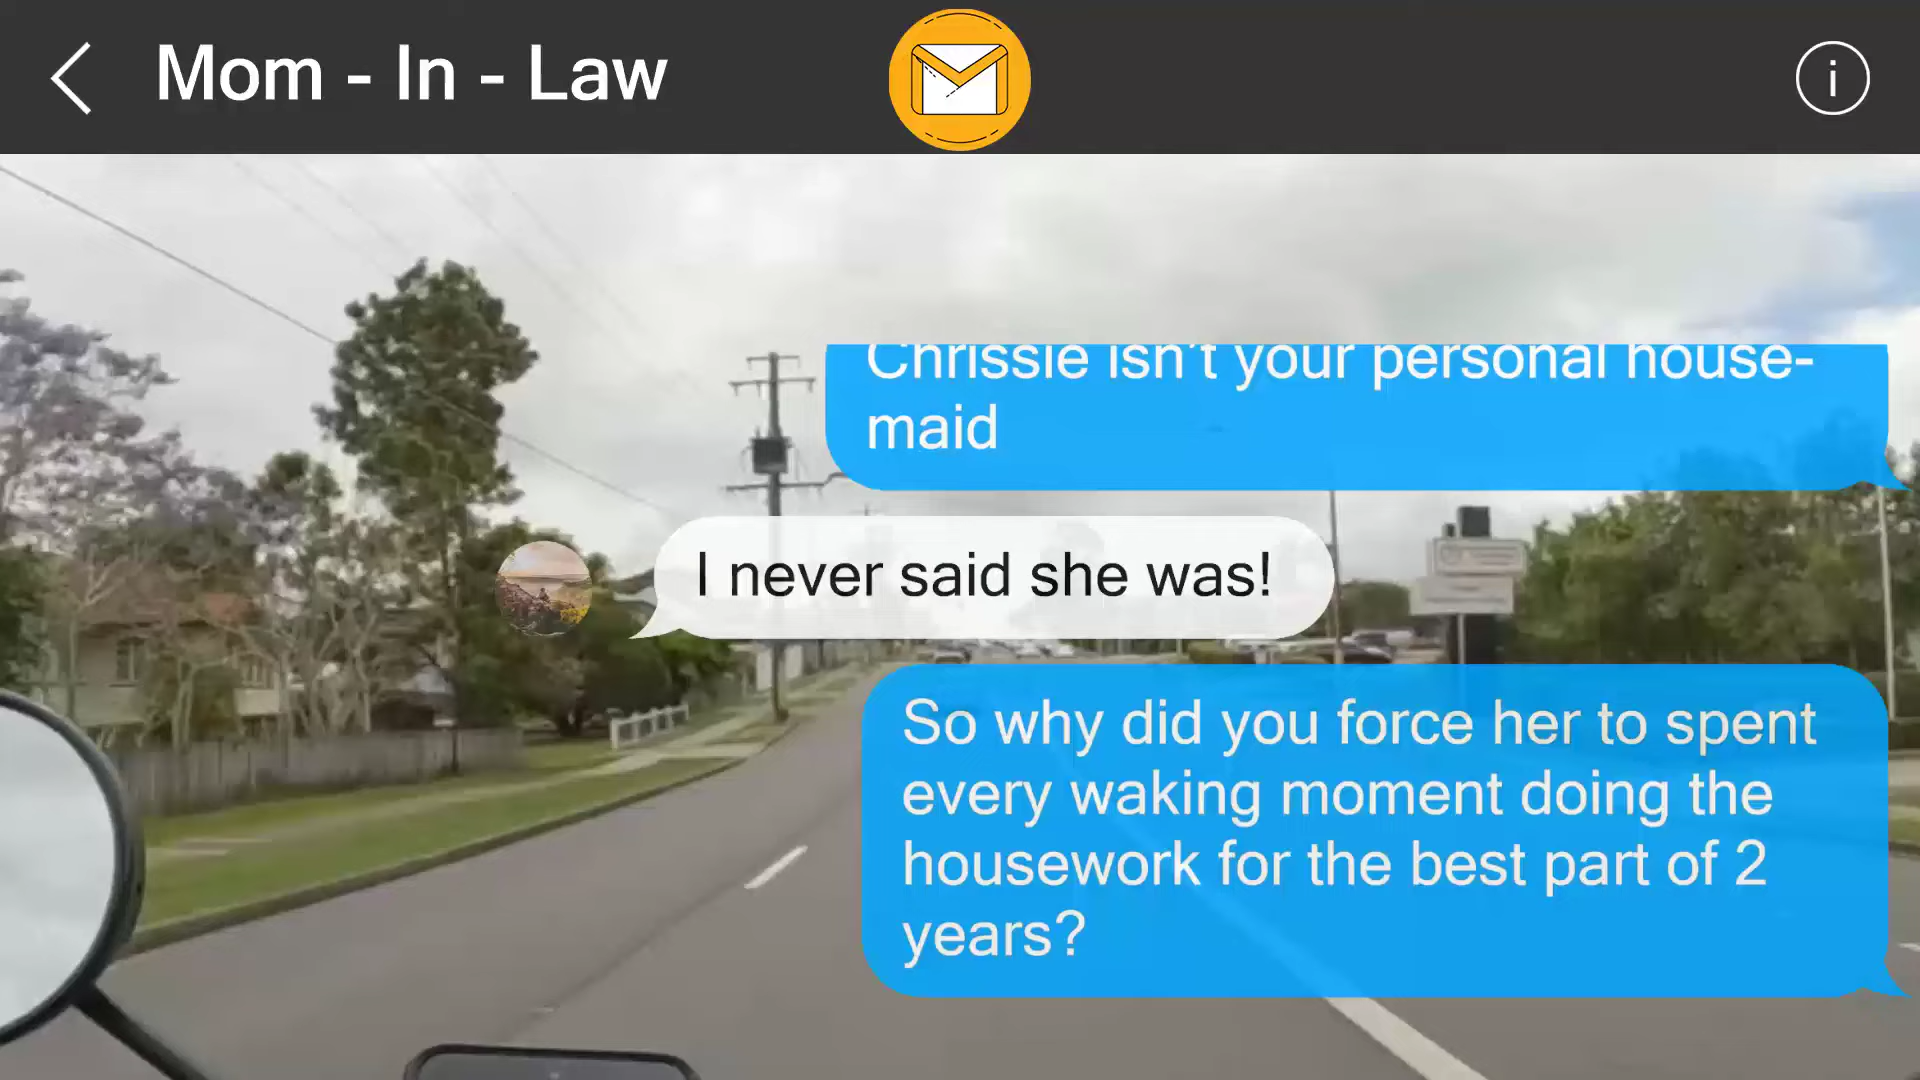 Mom - In - Law
Chrissie isn't your personal house-
maid
I never said she was!
So why did you force her to spent
every waking moment doing the
housework for the best part of 2
years?